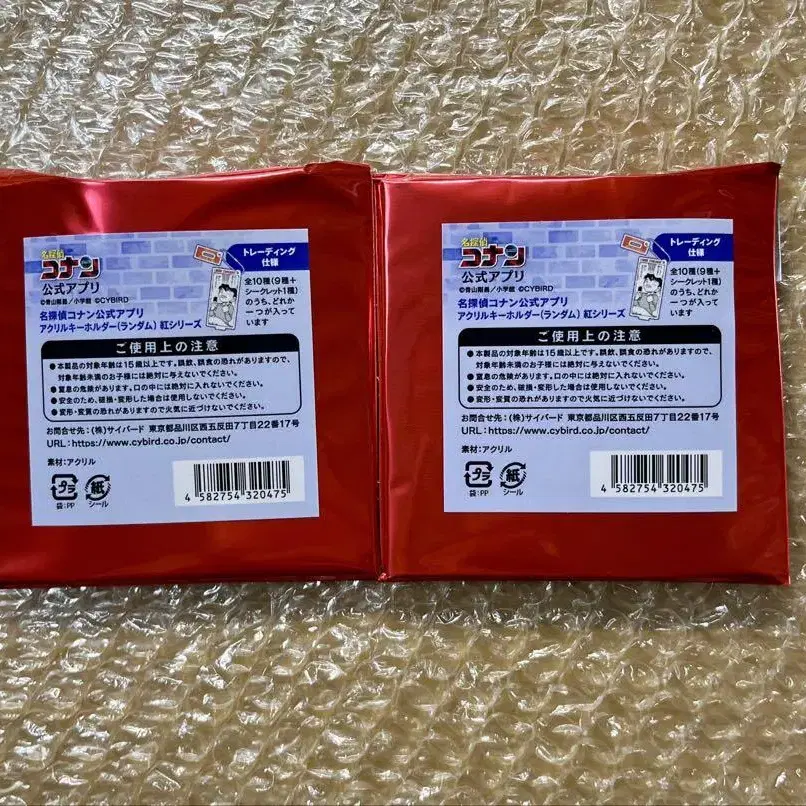 名探偵
コナン
公式アプリ
©青山剛昌／小学館 ©CYBIRD
トレーディング
仕様
全10種(9種+
シークレット1種)
のうち、どれか
一つが入って
います
名探偵コナン公式アプリ
アクリルキーホルダー(ランダム) 紅シリーズ
ご使用上の注意
●本製品の対象年齢は15歳以上です。誤飲、誤食の恐れがありますので、
対象年齢未満のお子様には絶対に与えないでください。
●窒息の危険があります。口の中には絶対に入れないでください。
●安全のため、破損・変形した場合は使用しないでください。
●変形・変質の恐れがありますので火気に近づけないでください。
お問合せ先：(株)サイバード 東京都品川区西五反田7丁目22番17号
URL：https://www.cybird.co.jp/contact/
素材：アクリル
プラ
袋：PP
紙
シール
4 582754 320475
名探偵
コナン
公式アプリ
©青山剛昌／小学館 ©CYBIRD
トレーディング
仕様
全10種(9種+
シークレット1種)
のうち、どれか
一つが入って
います
名探偵コナン公式アプリ
アクリルキーホルダー(ランダム) 紅シリーズ
ご使用上の注意
●本製品の対象年齢は15歳以上です。誤飲、誤食の恐れがありますので、
対象年齢未満のお子様には絶対に与えないでください。
●窒息の危険があります。口の中には絶対に入れないでください。
●安全のため、破損・変形した場合は使用しないでください。
●変形・変質の恐れがありますので火気に近づけないでください。
お問合せ先：(株)サイバード 東京都品川区西五反田7丁目22番17号
URL：https://www.cybird.co.jp/contact/
素材：アクリル
プラ
袋：PP
紙
シール
4 582754 320475